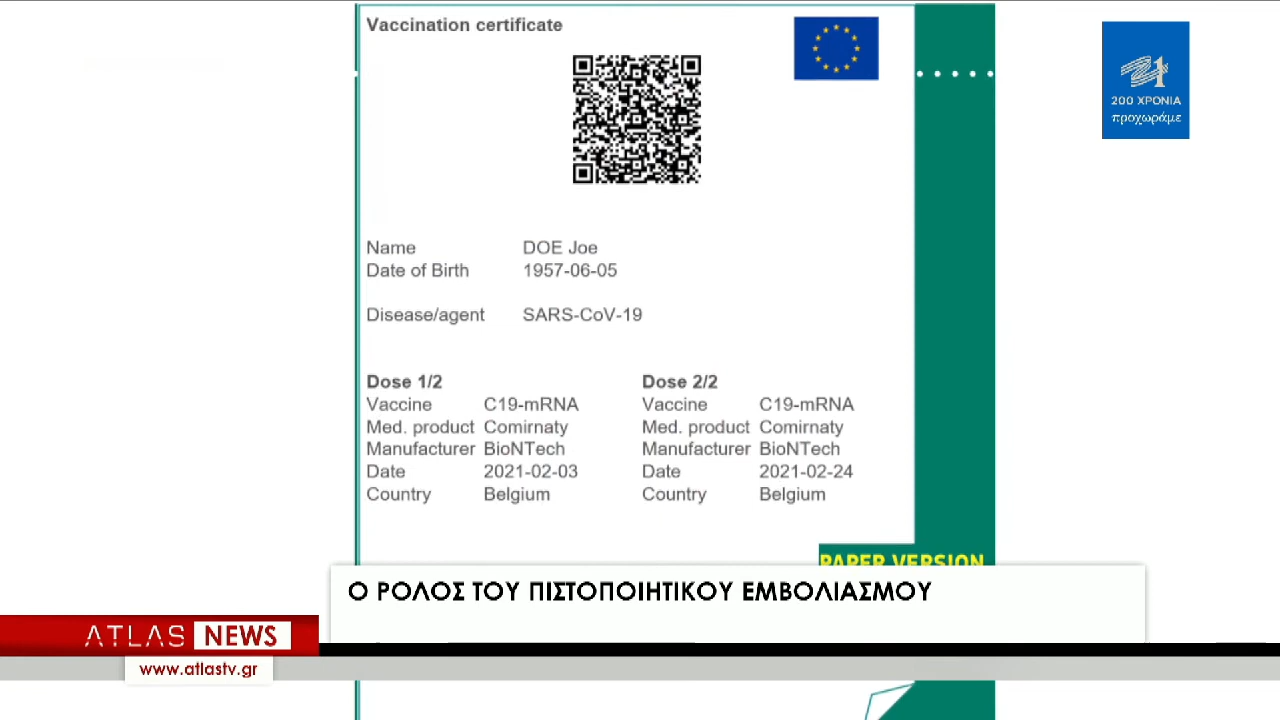 Vaccination certificate
200 ΧΡΟΝΙΑ
προχωράμε
Name DOE Joe
Date of Birth 1957-06-05
Disease/agent SARS-CoV-19
Dose 1/2 Dose 2/2
Vaccine C19-mRNA Vaccine C19-mRNA
Med. product Comirnaty Med. product Comirnaty
Manufacturer BioNTech Manufacturer BioNTech
Date 2021-02-03 Date 2021-02-24
Country Belgium Country Belgium
PAPER VERSION
Ο ΡΟΛΟΣ ΤΟΥ ΠΙΣΤΟΠΟΙΗΤΙΚΟΥ ΕΜΒΟΛΙΑΣΜΟΥ
ATLAS NEWS
www.atlastv.gr